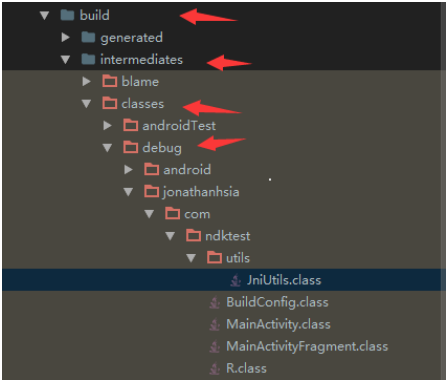 build
generated
intermediates
blame
classes
androidTest
debug
android
jonathanhsia
com
ndktest
utils
JniUtils.class
BuildConfig.class
MainActivity.class
MainActivityFragment.class
R.class